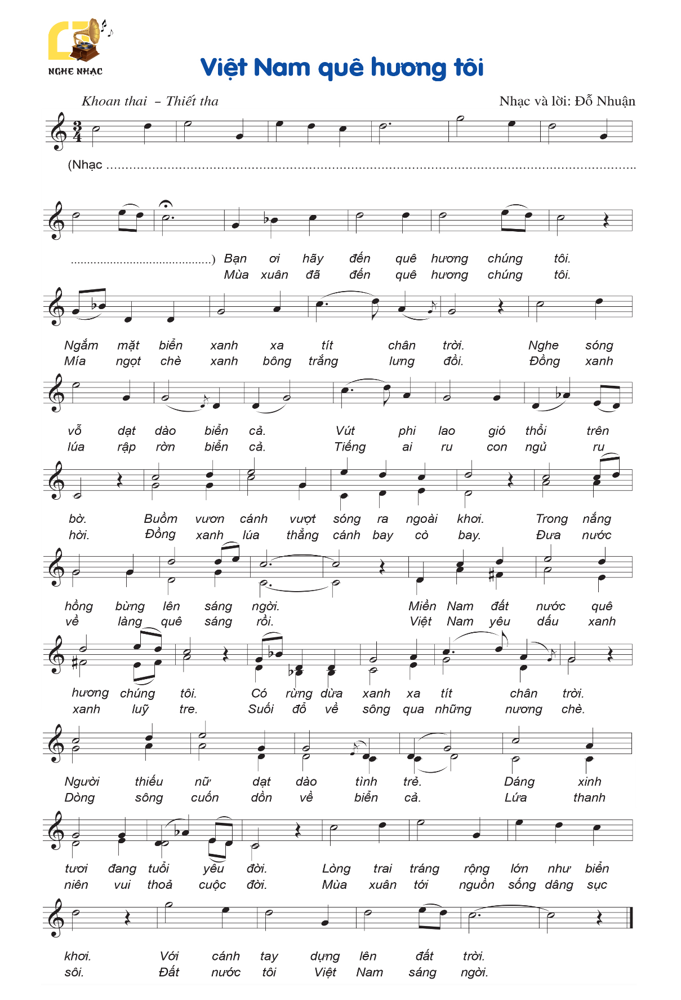 NGHE NHẠC
Việt Nam quê hương tôi
Khoan thai – Thiết tha
Nhạc và lời: Đỗ Nhuận
3
4
(Nhạc ..........................................................................................................
...........................................) Bạn ơi hãy đến quê hương chúng tôi.
Mùa xuân đã đến quê hương chúng tôi.
Ngắm mặt biển xanh xa tít chân trời. Nghe sóng
Mía ngọt chè xanh bông trắng lưng đồi. Đồng xanh
vỗ dạt dào biển cả. Vút phi lao gió thổi trên
lúa rập rờn biển cả. Tiếng ai ru con ngủ ru
bờ. Buồm vươn cánh vượt sóng ra ngoài khơi. Trong nắng
hời. Đồng xanh lúa thẳng cánh bay cò bay. Đưa nước
hồng bừng lên sáng ngời. Miền Nam đất nước quê
về làng quê sáng rồi. Việt Nam yêu dấu xanh
hương chúng tôi. Có rừng dừa xanh xa tít chân trời.
xanh luỹ tre. Suối đổ về sông qua những nương chè.
Người thiếu nữ dạt dào tình trẻ. Dáng xinh
Dòng sông cuốn dồn về biển cả. Lứa thanh
tươi đang tuổi yêu đời. Lòng trai tráng rộng lớn như biển
niên vui thoả cuộc đời. Mùa xuân tới nguồn sống dâng sục
khơi. Với cánh tay dựng lên đất trời.
sôi. Đất nước tôi Việt Nam sáng ngời.